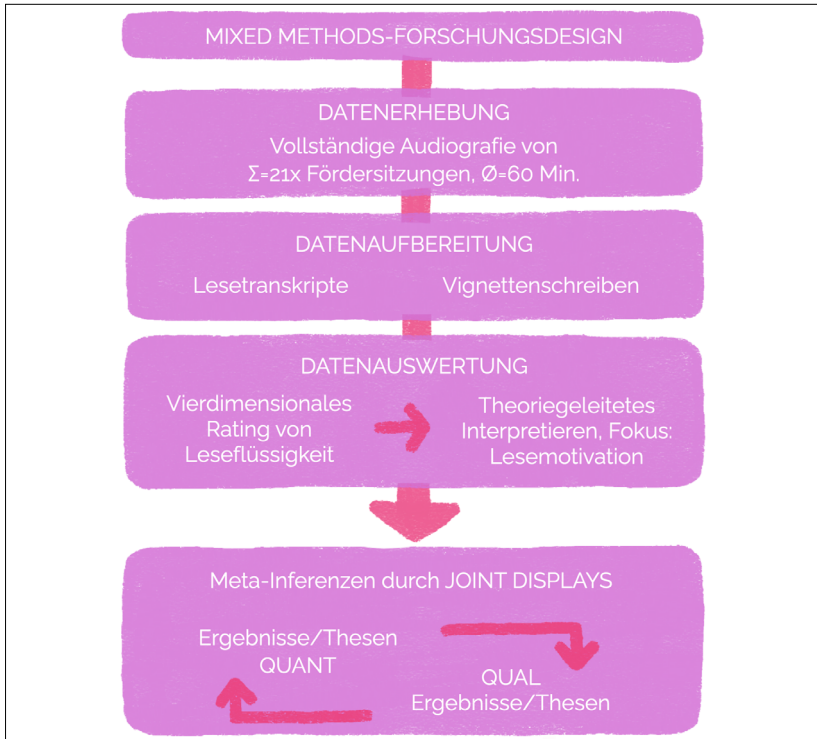 MIXED METHODS-FORSCHUNGSDESIGN
DATENERHEBUNG
Vollständige Audiografie von
Σ=21x Fördersitzungen, Ø=60 Min.
DATENAUFBEREITUNG
Lesetranskripte
Vignettenschreiben
DATENAUSWERTUNG
Vierdimensionales
Rating von
Leseflüssigkeit
Theoriegeleitetes
Interpretieren, Fokus:
Lesemotivation
Meta-Inferenzen durch JOINT DISPLAYS
Ergebnisse/Thesen
QUANT
QUAL
Ergebnisse/Thesen